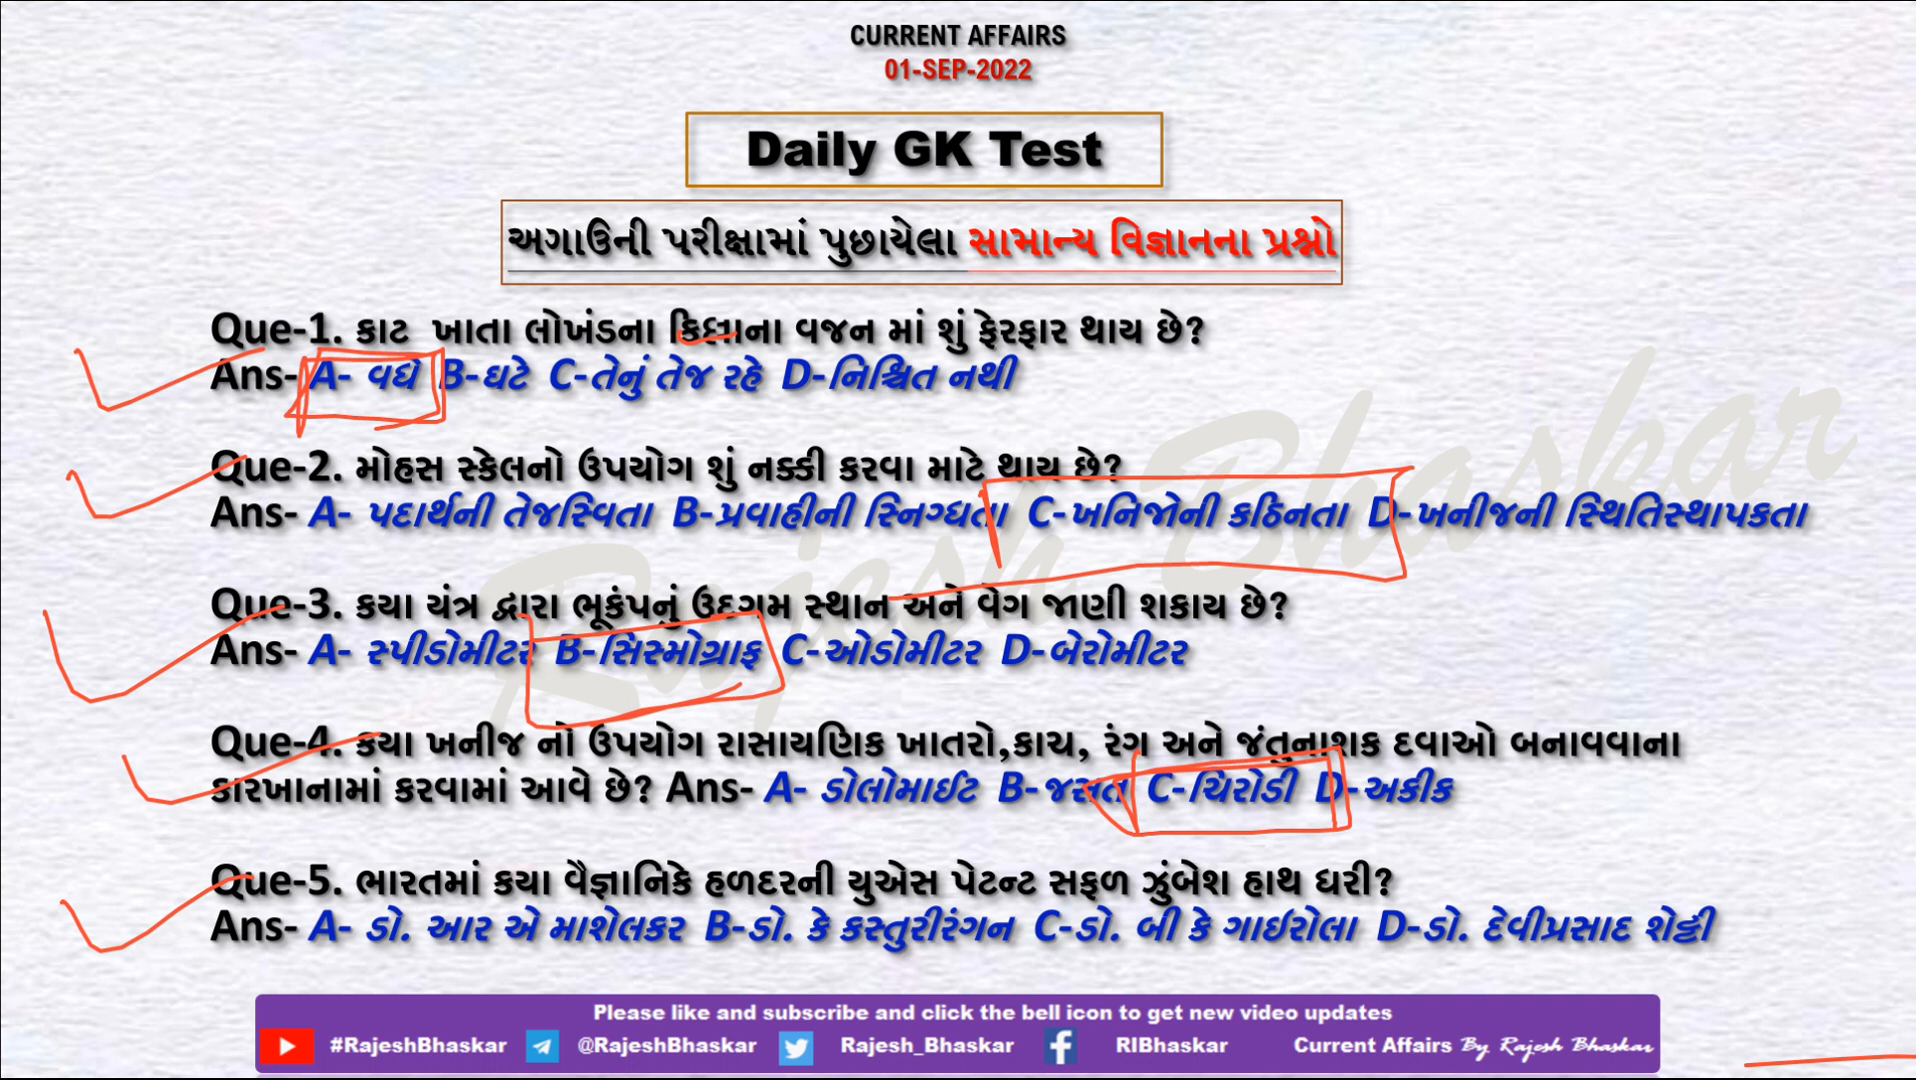 CURRENT AFFAIRS
01-SEP-2022
Daily GK Test
અગાઉની પરીક્ષામાં પુછાયેલા સામાન્ય વિજ્ઞાનના પ્રશ્નો
Que-1. કાટ ખાતા લોખંડના કિલ્લાના વજન માં શું ફેરફાર થાય છે?
Ans- A- વધે B-ઘટે C-તેનું તેજ રહે D-નિશ્ચિત નથી
Que-2. મોહસ સ્કેલનો ઉપયોગ શું નક્કી કરવા માટે થાય છે?
Ans- A- પદાર્થની તેજસ્વિતા B-પ્રવાહીની સ્નિગ્ધતા C-ખનિજોની કઠિનતા D-ખનીજની સ્થિતિસ્થાપકતા
Que-3. કયા યંત્ર દ્વારા ભૂકંપનું ઉદગમ સ્થાન અને વેગ જાણી શકાય છે?
Ans- A- સ્પીડોમીટર B-સિસ્મોગ્રાફ C-ઓડોમીટર D-બેરોમીટર
Que-4. કયા ખનીજ નો ઉપયોગ રાસાયણિક ખાતરો,કાચ, રંગ અને જંતુનાશક દવાઓ બનાવવાના
કારખાનામાં કરવામાં આવે છે? Ans- A- ડોલોમાઈટ B-જસત C-ચિરોડી D-અકીક
Que-5. ભારતમાં કયા વૈજ્ઞાનિકે હળદરની યુએસ પેટન્ટ સફળ ઝુંબેશ હાથ ધરી?
Ans- A- ડો. આર એ માશેલકર B-ડો. કે કસ્તુરીરંગન C-ડો. બી કે ગાઈરોલા D-ડો. દેવીપ્રસાદ શેટ્ટી
Rajesh Bhaskar
Please like and subscribe and click the bell icon to get new video updates
#RajeshBhaskar @RajeshBhaskar Rajesh_Bhaskar RIBhaskar Current Affairs By Rajesh Bhaskar